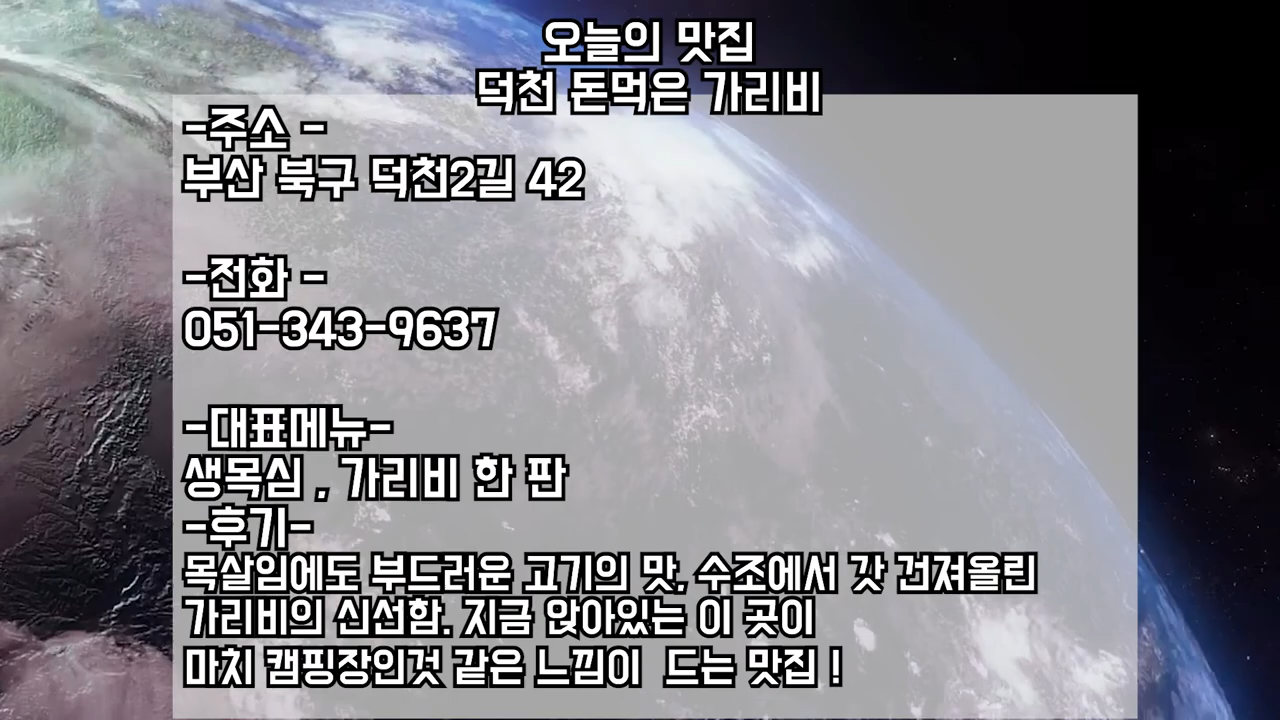 오늘의 맛집
덕천 돈먹은 가리비
-주소 -
부산 북구 덕천2길 42
-전화 -
051-343-9637
-대표메뉴-
생목심 , 가리비 한 판
-후기-
목살임에도 부드러운 고기의 맛, 수조에서 갓 건져올린
가리비의 신선함. 지금 앉아있는 이 곳이
마치 캠핑장인것 같은 느낌이 드는 맛집 !